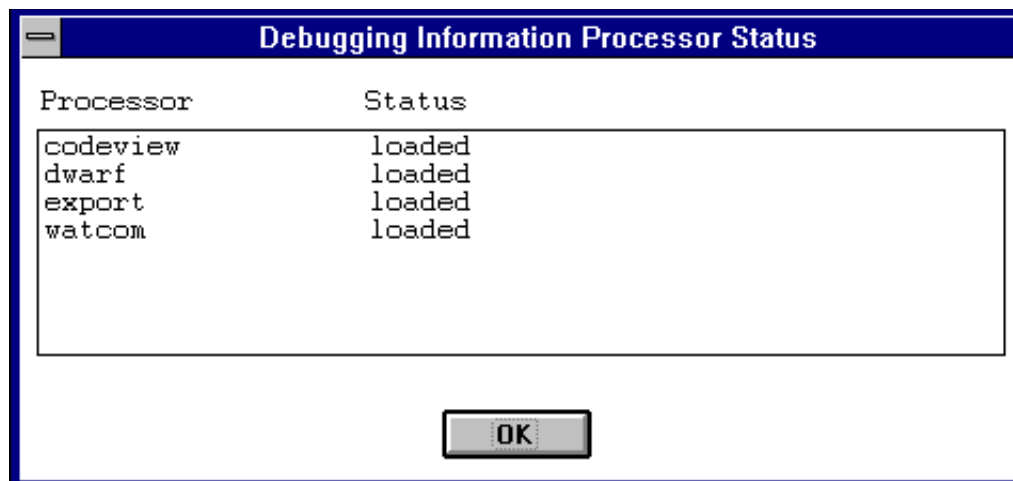 Debugging Information Processor Status
Processor Status
codeview loaded
dwarf loaded
export loaded
watcom loaded
OK